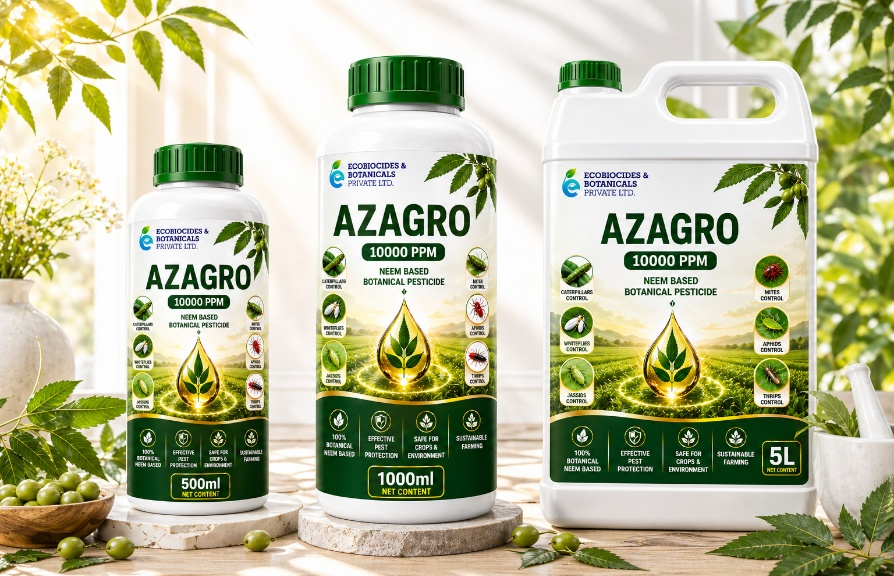 ECOBIOCIDES &
BOTANICALS
PRIVATE LTD.
AZAGRO
10000 PPM
NEEM BASED
BOTANICAL PESTICIDE
CATERPILLARS
CONTROL
WHITEFLIES
CONTROL
JASSIDS
CONTROL
MITES
CONTROL
APHIDS
CONTROL
THRIPS
CONTROL
100%
BOTANICAL
NEEM BASED
EFFECTIVE
PEST
PROTECTION
SAFE FOR
CROPS &
ENVIRONMENT
SUSTAINABLE
FARMING
500ml
NET CONTENT
ECOBIOCIDES &
BOTANICALS
PRIVATE LTD.
AZAGRO
10000 PPM
NEEM BASED
BOTANICAL PESTICIDE
CATERPILLARS
CONTROL
WHITEFLIES
CONTROL
JASSIDS
CONTROL
MITES
CONTROL
APHIDS
CONTROL
THRIPS
CONTROL
100%
BOTANICAL
NEEM BASED
EFFECTIVE
PEST
PROTECTION
SAFE FOR
CROPS &
ENVIRONMENT
SUSTAINABLE
FARMING
1000ml
NET CONTENT
ECOBIOCIDES &
BOTANICALS
PRIVATE LTD.
AZAGRO
10000 PPM
NEEM BASED
BOTANICAL PESTICIDE
CATERPILLARS
CONTROL
WHITEFLIES
CONTROL
JASSIDS
CONTROL
MITES
CONTROL
APHIDS
CONTROL
THRIPS
CONTROL
100%
BOTANICAL
NEEM BASED
EFFECTIVE
PEST
PROTECTION
SAFE FOR
CROPS &
ENVIRONMENT
SUSTAINABLE
FARMING
5L
NET CONTENT